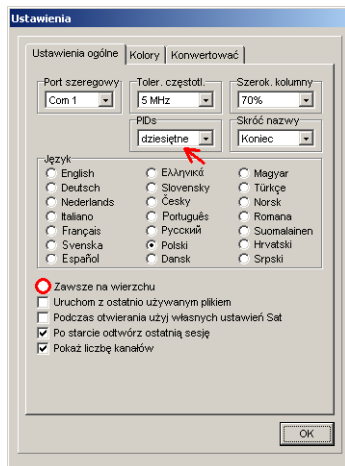 Ustawienia
Ustawienia ogólne Kolory Konwertować
Port szeregowy Toler. częstotl. Szerok. kolumny
Com 1 5 MHz 70%
PIDs Skróć nazwy
dziesiętne Koniec
Język
English Ελληνικά Magyar
Deutsch Slovensky Türkçe
Nederlands Česky Norsk
Italiano Português Romana
Français Русский Suomalainen
Svenska Polski Hrvatski
Español Dansk Srpski
Zawsze na wierzchu
Uruchom z ostatnio używanym plikiem
Podczas otwierania użyj własnych ustawień Sat
Po starcie odtwórz ostatnią sesję
Pokaż liczbę kanałów
OK